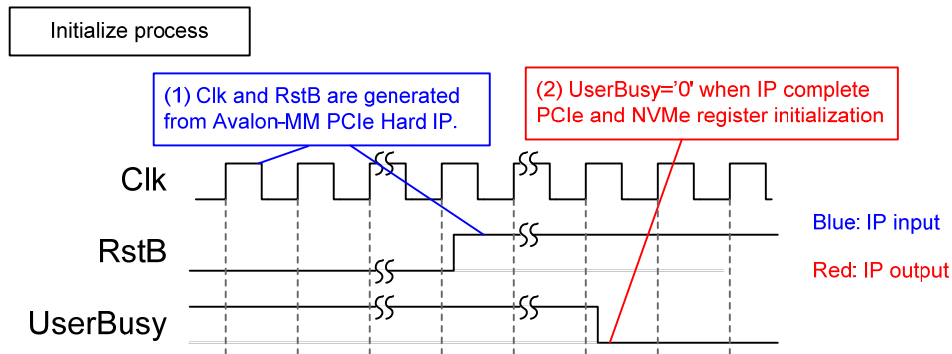 Initialize process
(1) Clk and RstB are generated
from Avalon-MM PCIe Hard IP.
(2) UserBusy='0' when IP complete
PCIe and NVMe register initialization
Clk
RstB
UserBusy
Blue: IP input
Red: IP output